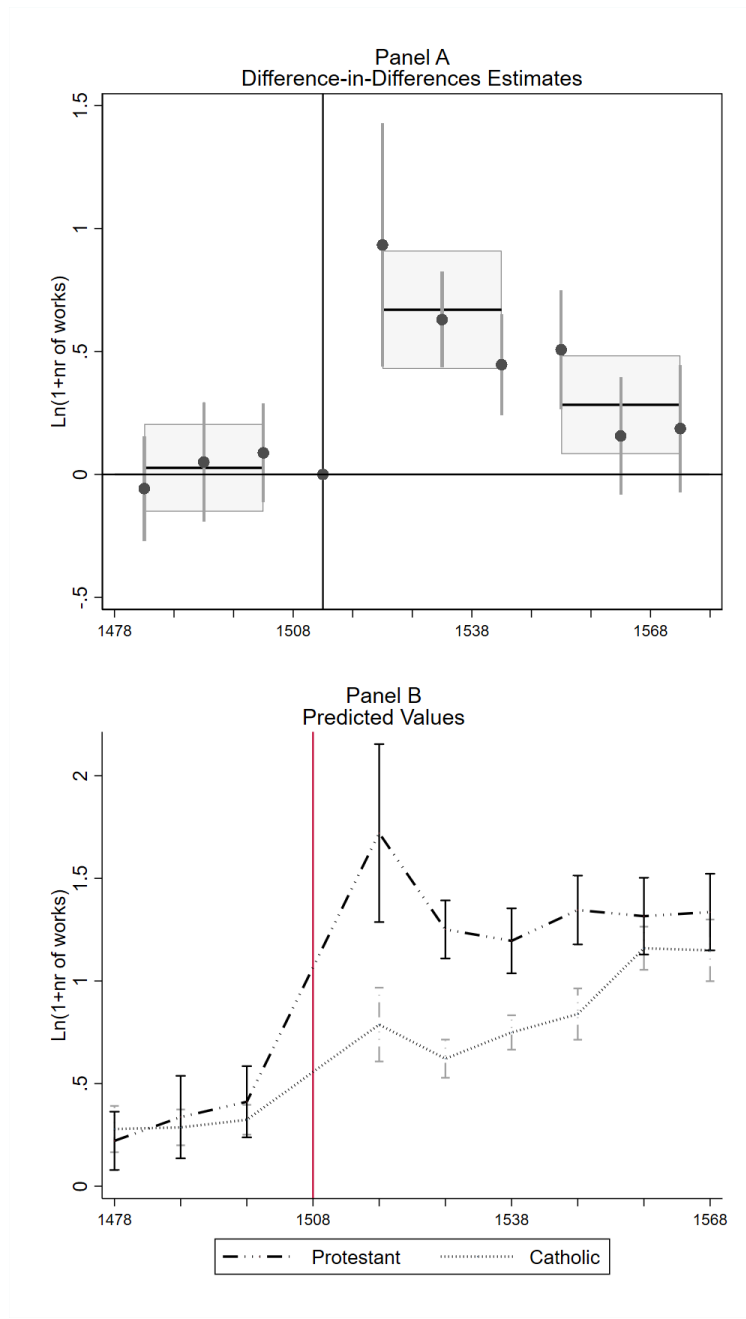 Panel A
Difference-in-Differences Estimates
Ln(1+nr of works)
1.5
1
.5
0
-.5
1478 1508 1538 1568
Panel B
Predicted Values
Ln(1+nr of works)
2
1.5
1
.5
0
1478 1508 1538 1568
Protestant Catholic